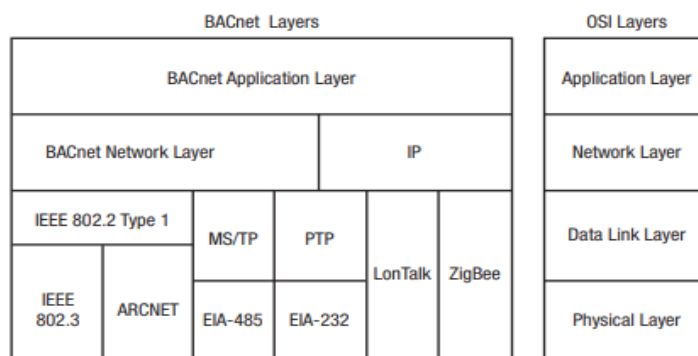 BACnet Layers
OSI Layers
BACnet Application Layer
Application Layer
BACnet Network Layer
IP
Network Layer
IEEE 802.2 Type 1
MS/TP
PTP
LonTalk
ZigBee
Data Link Layer
IEEE
802.3
ARCNET
EIA-485
EIA-232
Physical Layer